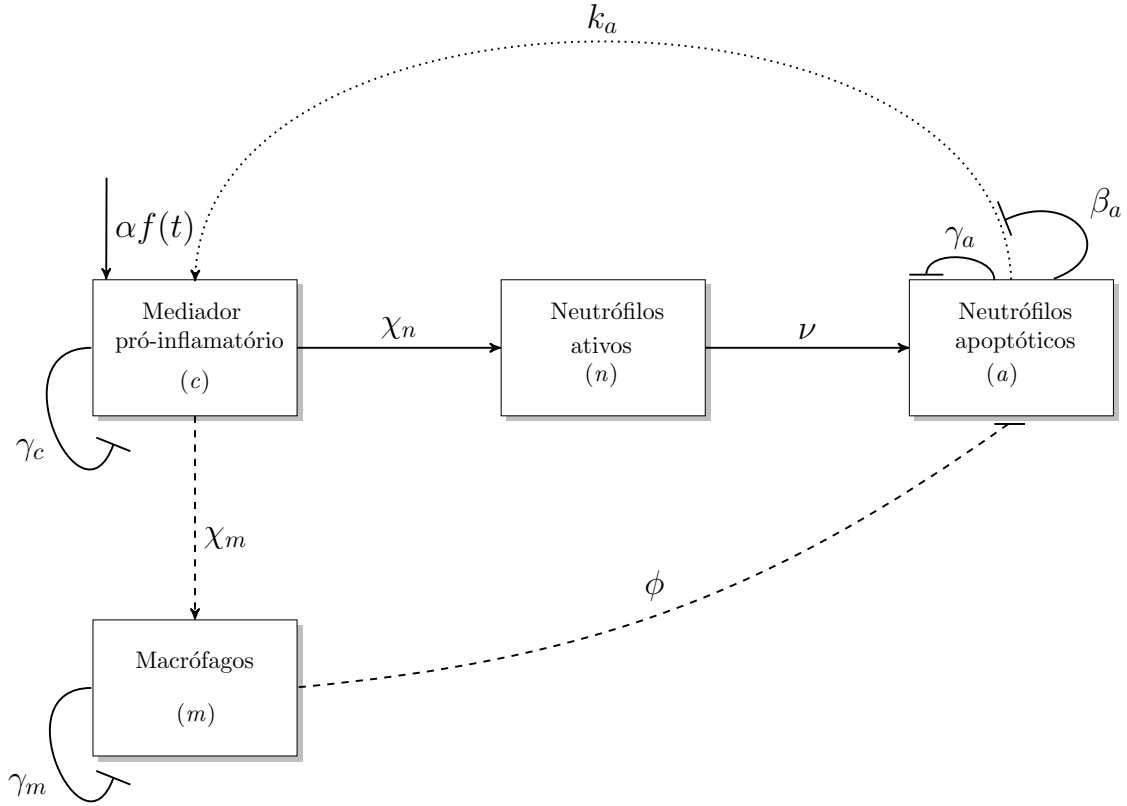 k_a
αf(t)
β_a
γ_a
Mediador
pró-inflamatório
(c)
χ_n
Neutrófilos
ativos
(n)
ν
Neutrófilos
apoptóticos
(a)
γ_c
χ_m
ϕ
Macrófagos
(m)
γ_m